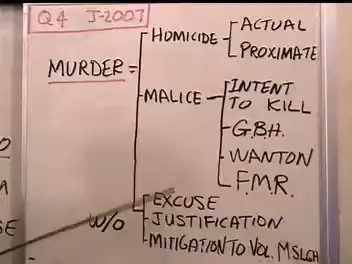 Q4 J-2007
HOMICIDE
ACTUAL
PROXIMATE
MURDER =
MALICE
INTENT
TO KILL
G.B.H.
WANTON
F.M.R.
W/O
EXCUSE
JUSTIFICATION
MITIGATION TO VOL. MSLGH